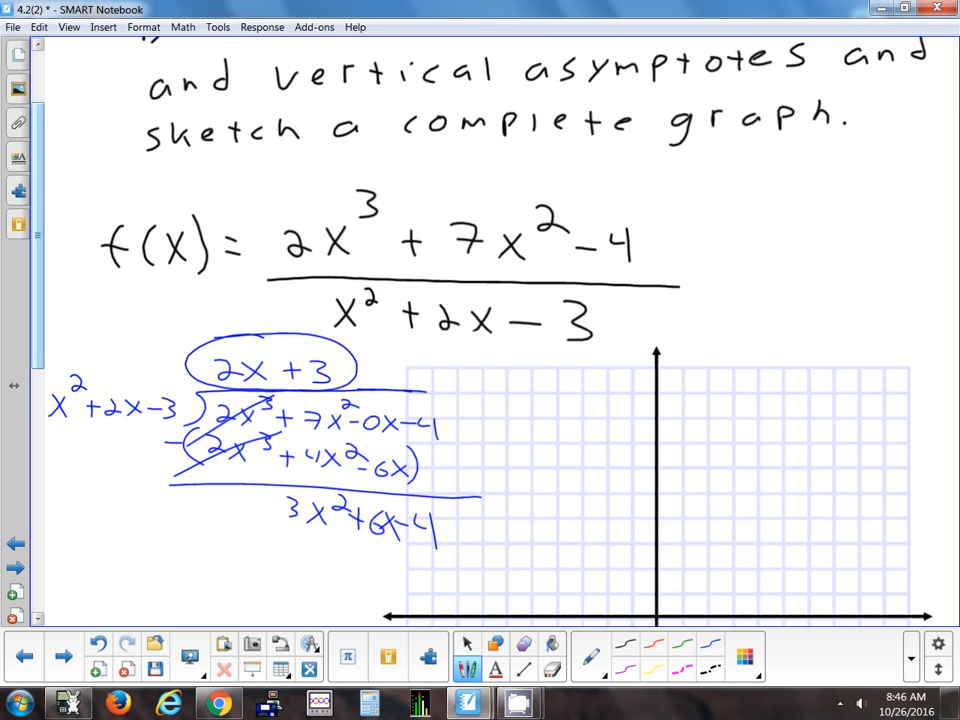 4.2(2) * - SMART Notebook
File Edit View Insert Format Math Tools Response Add-ons Help
and vertical asymptotes and
sketch a complete graph.
f(x) = 2x³ + 7x² - 4
x² + 2x - 3
2x + 3
x² + 2x - 3 ) 2x³ + 7x² - 0x - 4
-(2x³ + 4x² - 6x)
3x² + 6x - 4
π
A
8:46 AM
10/26/2016